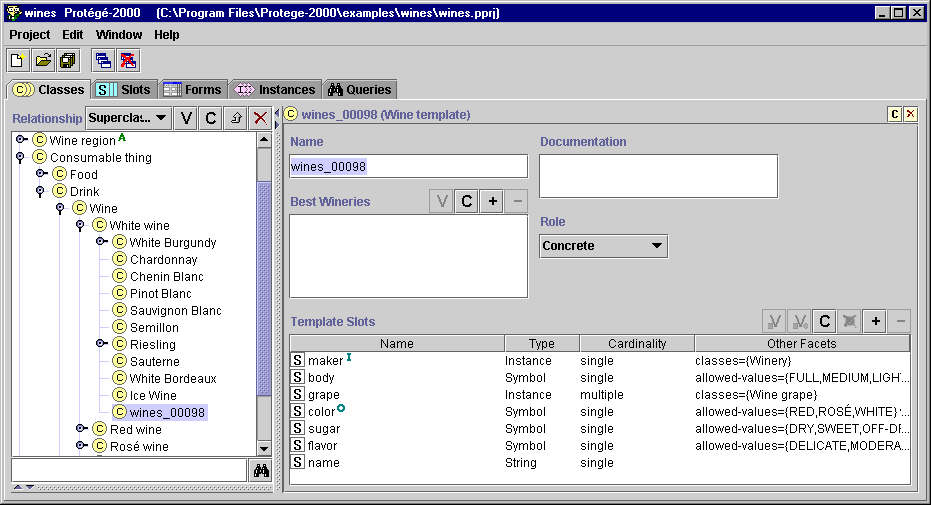 wines Protégé-2000 (C:\Program Files\Protege-2000\examples\wines\wines.pprj)
Project Edit Window Help
Classes S Slots Forms Instances Queries
Relationship Supercla... V C
C Wine region A
C Consumable thing
C Food
C Drink
C Wine
C White wine
C White Burgundy
C Chardonnay
C Chenin Blanc
C Pinot Blanc
C Sauvignon Blanc
C Semillon
C Riesling
C Sauterne
C White Bordeaux
C Ice Wine
C wines_00098
C Red wine
C Rosé wine
C wines_00098 (Wine template) C ×
Name
wines_00098
Documentation
Best Wineries V C + −
Role
Concrete
Template Slots V V C + −
Name Type Cardinality Other Facets
S maker I Instance single classes={Winery}
S body Symbol single allowed-values={FULL,MEDIUM,LIGH...
S grape Instance multiple classes={Wine grape}
S color Symbol single allowed-values={RED,ROSÉ,WHITE}
S sugar Symbol single allowed-values={DRY,SWEET,OFF-D...
S flavor Symbol single allowed-values={DELICATE,MODERA...
S name String single